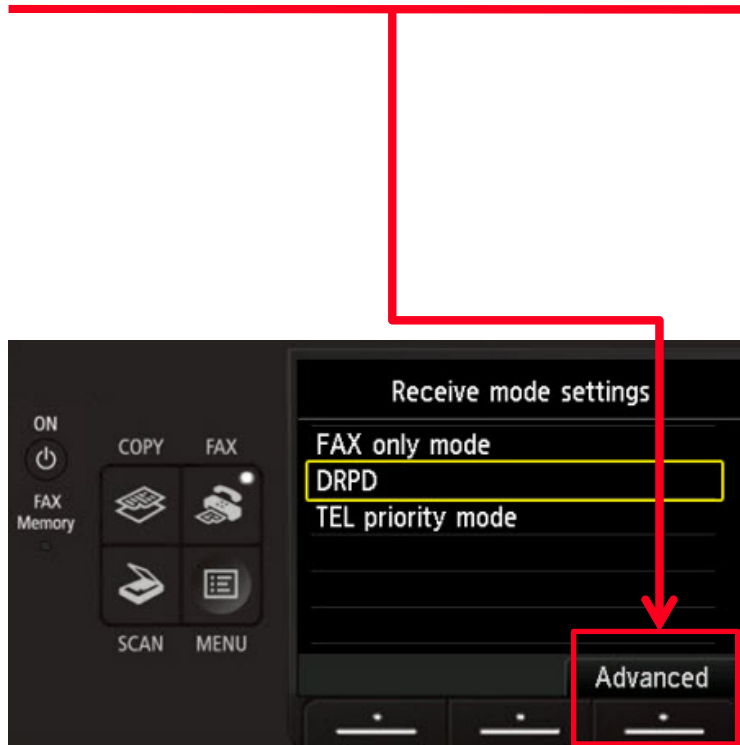 Receive mode settings
ON
COPY FAX
FAX only mode
DRPD
FAX
Memory
TEL priority mode
SCAN MENU
Advanced